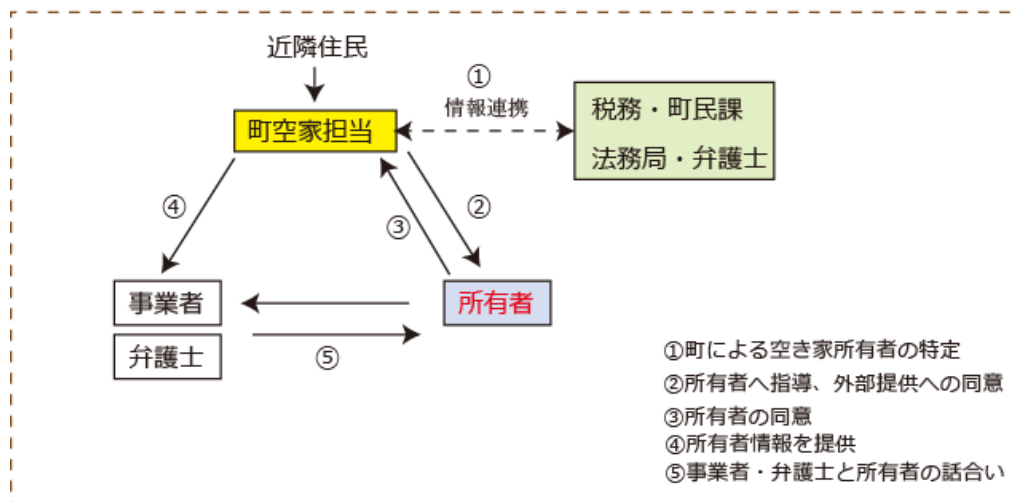 近隣住民
①
情報連携
町空家担当
税務・町民課
法務局・弁護士
④
②
③
事業者
所有者
弁護士
⑤
①町による空き家所有者の特定
②所有者へ指導、外部提供への同意
③所有者の同意
④所有者情報を提供
⑤事業者・弁護士と所有者の話合い